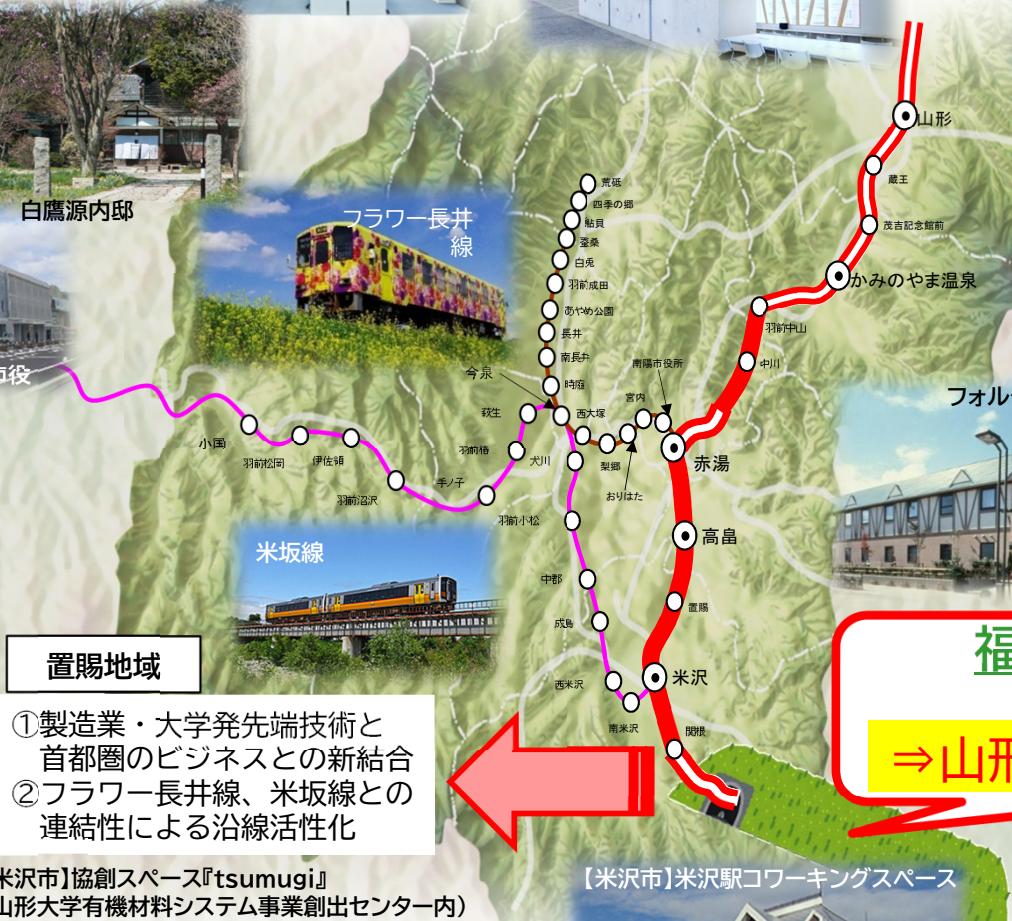 白鷹源内邸
フラワー長井
線
市役
山形
蔵王
茂吉記念館前
かみのやま温泉
羽前中山
中川
荒砥
四季の郷
鮎貝
蚕桑
白兎
羽前成田
あやめ公園
長井
南長井
時庭
今泉
南陽市役所
宮内
西大塚
梨郷
おりはた
赤湯
萩生
羽前椿
犬川
手ノ子
羽前小松
小国
羽前松岡
伊佐領
羽前沼沢
フォル
高畠
置賜
中郡
成島
西米沢
南米沢
米沢
関根
米坂線
置賜地域
①製造業・大学発先端技術と
首都圏のビジネスとの新結合
②フラワー長井線、米坂線との
連結性による沿線活性化
福
⇒山形
米沢市】協創スペース『tsumugi』
山形大学有機材料システム事業創出センター内）
【米沢市】米沢駅コワーキングスペース